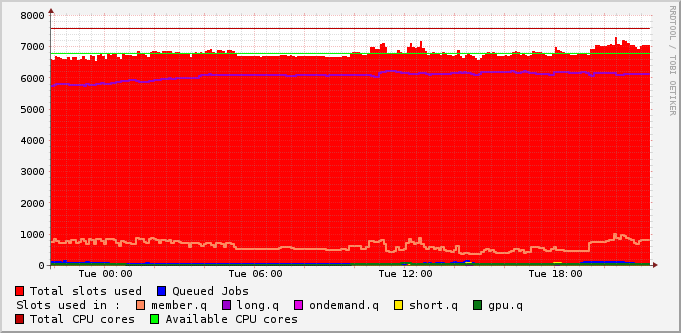 RRDTOOL / TOBI OETIKER
8000
7000
6000
5000
4000
3000
2000
1000
0
Tue 00:00 Tue 06:00 Tue 12:00 Tue 18:00
Total slots used Queued Jobs
Slots used in : member.q long.q ondemand.q short.q gpu.q
Total CPU cores Available CPU cores